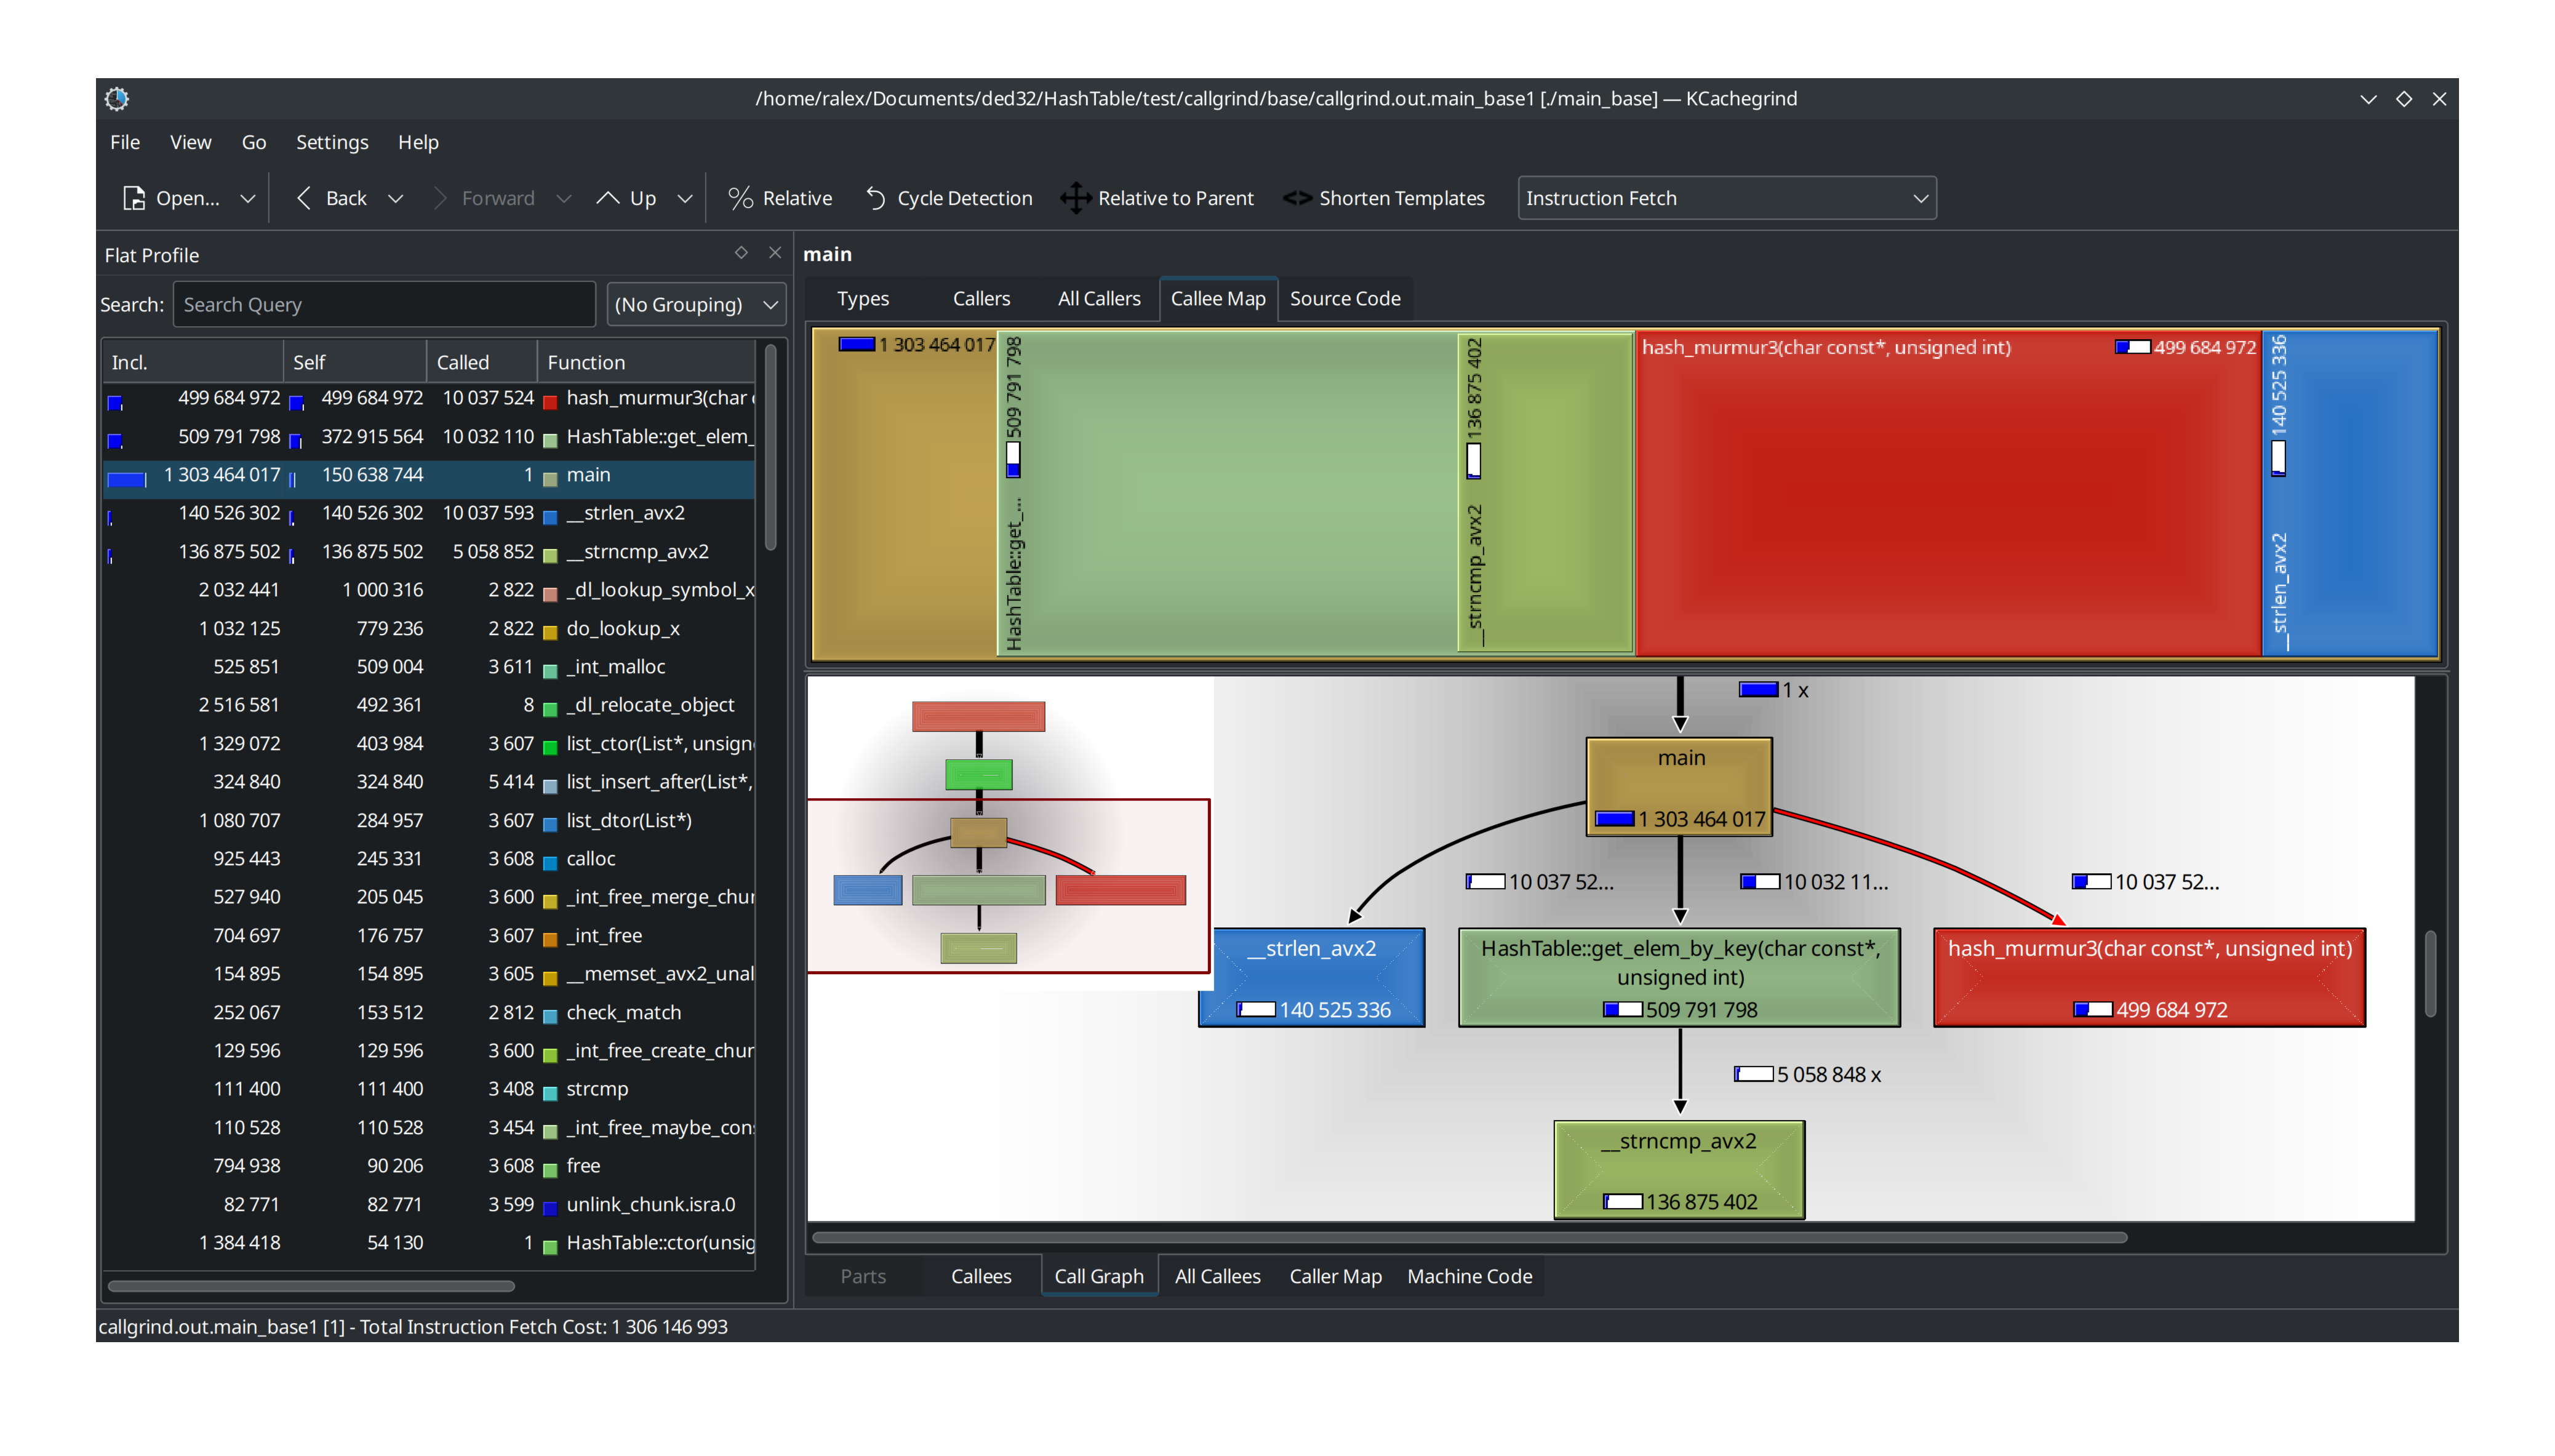 /home/ralex/Documents/ded32/HashTable/test/callgrind/base/callgrind.out.main_base1 [./main_base] — KCachegrind
File View Go Settings Help
Open... Back Forward Up Relative Cycle Detection Relative to Parent Shorten Templates Instruction Fetch
Flat Profile
Search: Search Query (No Grouping)
Incl. Self Called Function
499 684 972 499 684 972 10 037 524 hash_murmur3(char
509 791 798 372 915 564 10 032 110 HashTable::get_elem_
1 303 464 017 150 638 744 1 main
140 526 302 140 526 302 10 037 593 __strlen_avx2
136 875 502 136 875 502 5 058 852 __strncmp_avx2
2 032 441 1 000 316 2 822 _dl_lookup_symbol_x
1 032 125 779 236 2 822 do_lookup_x
525 851 509 004 3 611 _int_malloc
2 516 581 492 361 8 _dl_relocate_object
1 329 072 403 984 3 607 list_ctor(List*, unsign
324 840 324 840 5 414 list_insert_after(List*,
1 080 707 284 957 3 607 list_dtor(List*)
925 443 245 331 3 608 calloc
527 940 205 045 3 600 _int_free_merge_chu
704 697 176 757 3 607 _int_free
154 895 154 895 3 605 __memset_avx2_unal
252 067 153 512 2 812 check_match
129 596 129 596 3 600 _int_free_create_chu
111 400 111 400 3 408 strcmp
110 528 110 528 3 454 _int_free_maybe_con
794 938 90 206 3 608 free
82 771 82 771 3 599 unlink_chunk.isra.0
1 384 418 54 130 1 HashTable::ctor(unsig
main
Types Callers All Callers Callee Map Source Code
1 303 464 017
HashTable::get_... 509 791 798
__strncmp_avx2 136 875 402
hash_murmur3(char const*, unsigned int) 499 684 972
__strlen_avx2 140 525 336
1 x
main
1 303 464 017
10 037 52... 10 032 11... 10 037 52...
__strlen_avx2
140 525 336
HashTable::get_elem_by_key(char const*,
unsigned int)
509 791 798
hash_murmur3(char const*, unsigned int)
499 684 972
5 058 848 x
__strncmp_avx2
136 875 402
Parts Callees Call Graph All Callees Caller Map Machine Code
callgrind.out.main_base1 [1] - Total Instruction Fetch Cost: 1 306 146 993